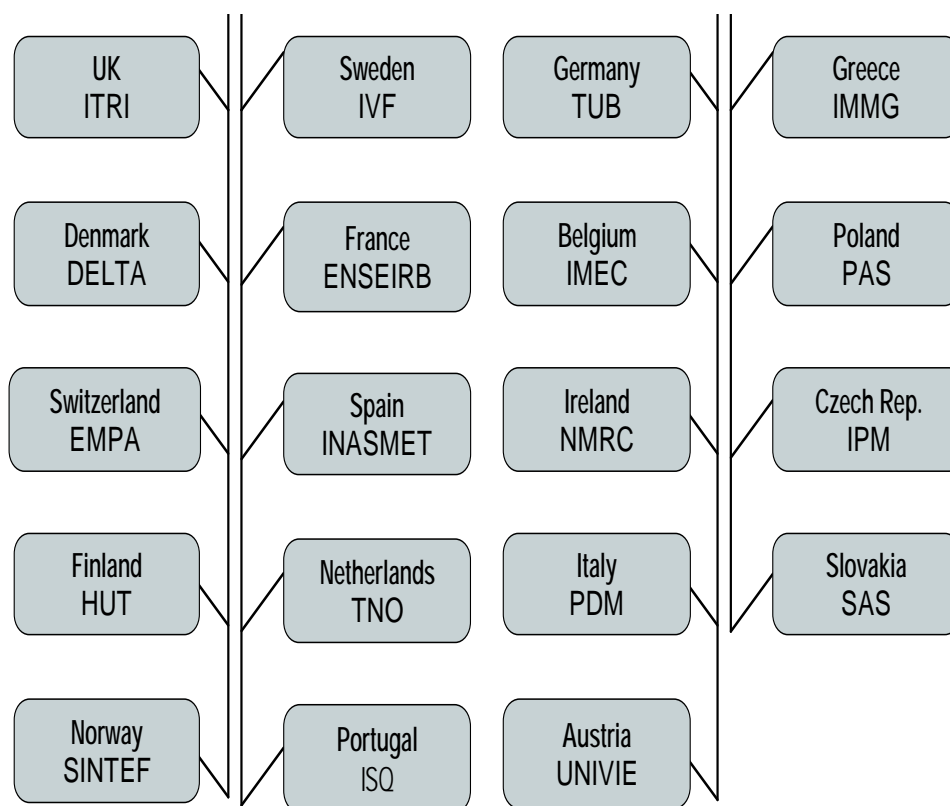 UK
ITRI
Sweden
IVF
Germany
TUB
Greece
IMMG
Denmark
DELTA
France
ENSEIRB
Belgium
IMEC
Poland
PAS
Switzerland
EMPA
Spain
INASMET
Ireland
NMRC
Czech Rep.
IPM
Finland
HUT
Netherlands
TNO
Italy
PDM
Slovakia
SAS
Norway
SINTEF
Portugal
ISQ
Austria
UNIVIE